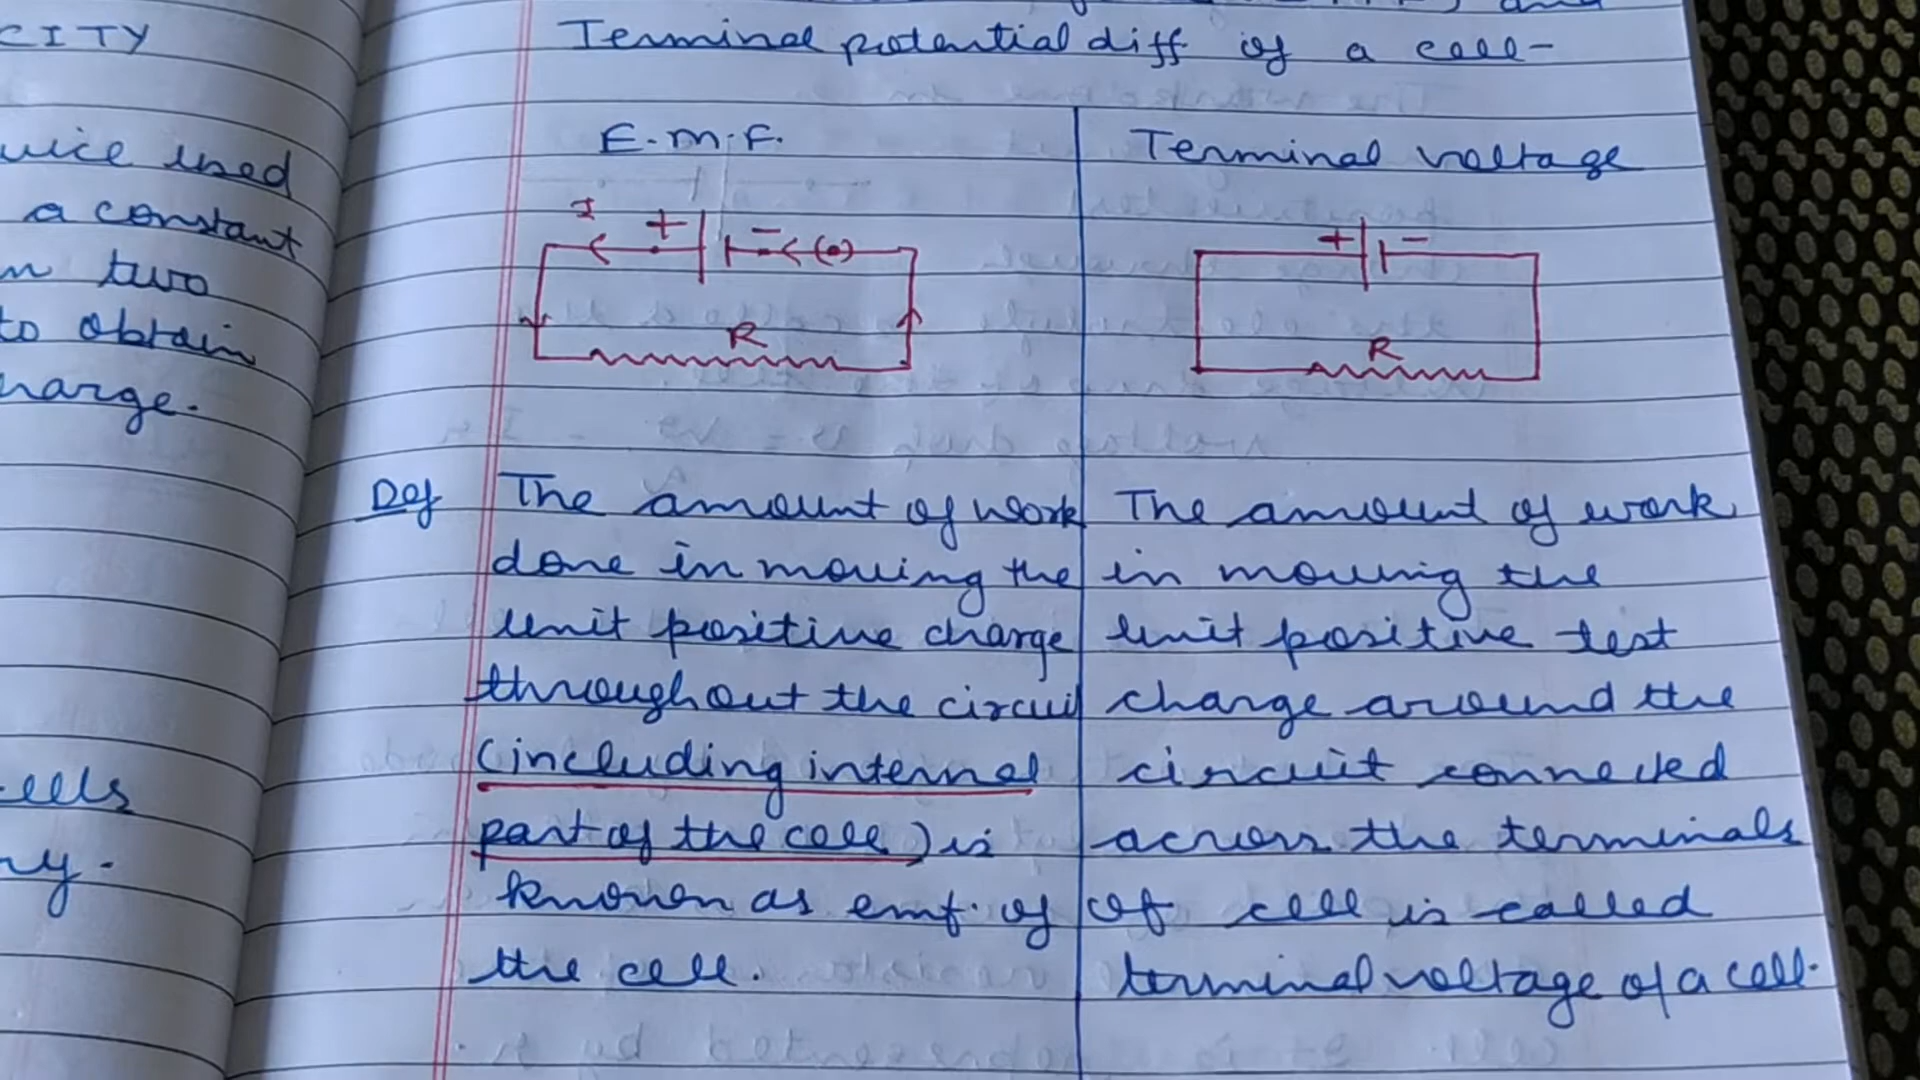 CITY
used
a constant
two
to obtain
and
Terminal potential diff. of a cell-
E.M.F.
I + -
R
Terminal voltage
+ -
R
Def
The amount of work
done in moving the
unit positive charge
throughout the circuit
(including internal
part of the cell) is
known as emf. of
the cell.
The amount of work
in moving the
unit positive test
charge around the
circuit connected
across the terminals
of cell is called
terminal voltage of a cell.